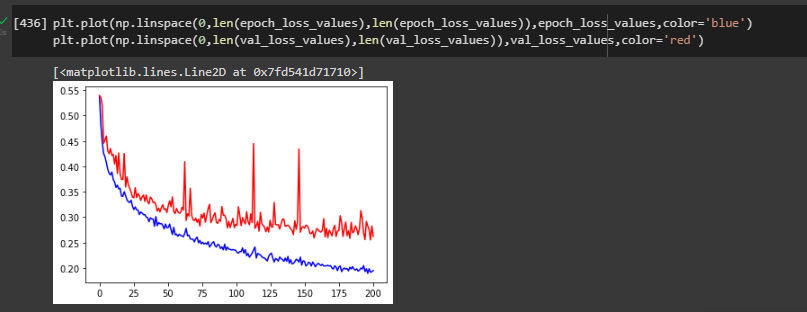 [436] plt.plot(np.linspace(0,len(epoch_loss_values),len(epoch_loss_values)),epoch_loss_values,color='blue')
plt.plot(np.linspace(0,len(val_loss_values),len(val_loss_values)),val_loss_values,color='red')
[<matplotlib.lines.Line2D at 0x7fd541d71710>]
0.55
0.50
0.45
0.40
0.35
0.30
0.25
0.20
0 25 50 75 100 125 150 175 200